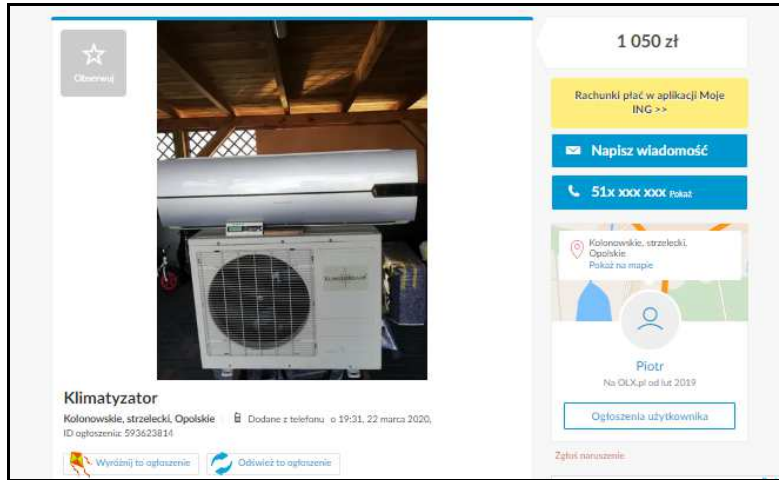 Obserwuj
1 050 zł
Rachunki płać w aplikacji Moje
ING >>
Napisz wiadomość
51x xxx xxx Pokaż
Kolonowskie, strzelecki,
Opolskie
Pokaż na mapie
Piotr
Na OLX.pl od lut 2019
Ogłoszenia użytkownika
Zgłoś naruszenie
Klimatyzator
Kolonowskie, strzelecki, Opolskie Dodane z telefonu o 19:31, 22 marca 2020,
ID ogłoszenia: 593623814
Wyróżnij to ogłoszenie Odśwież to ogłoszenie